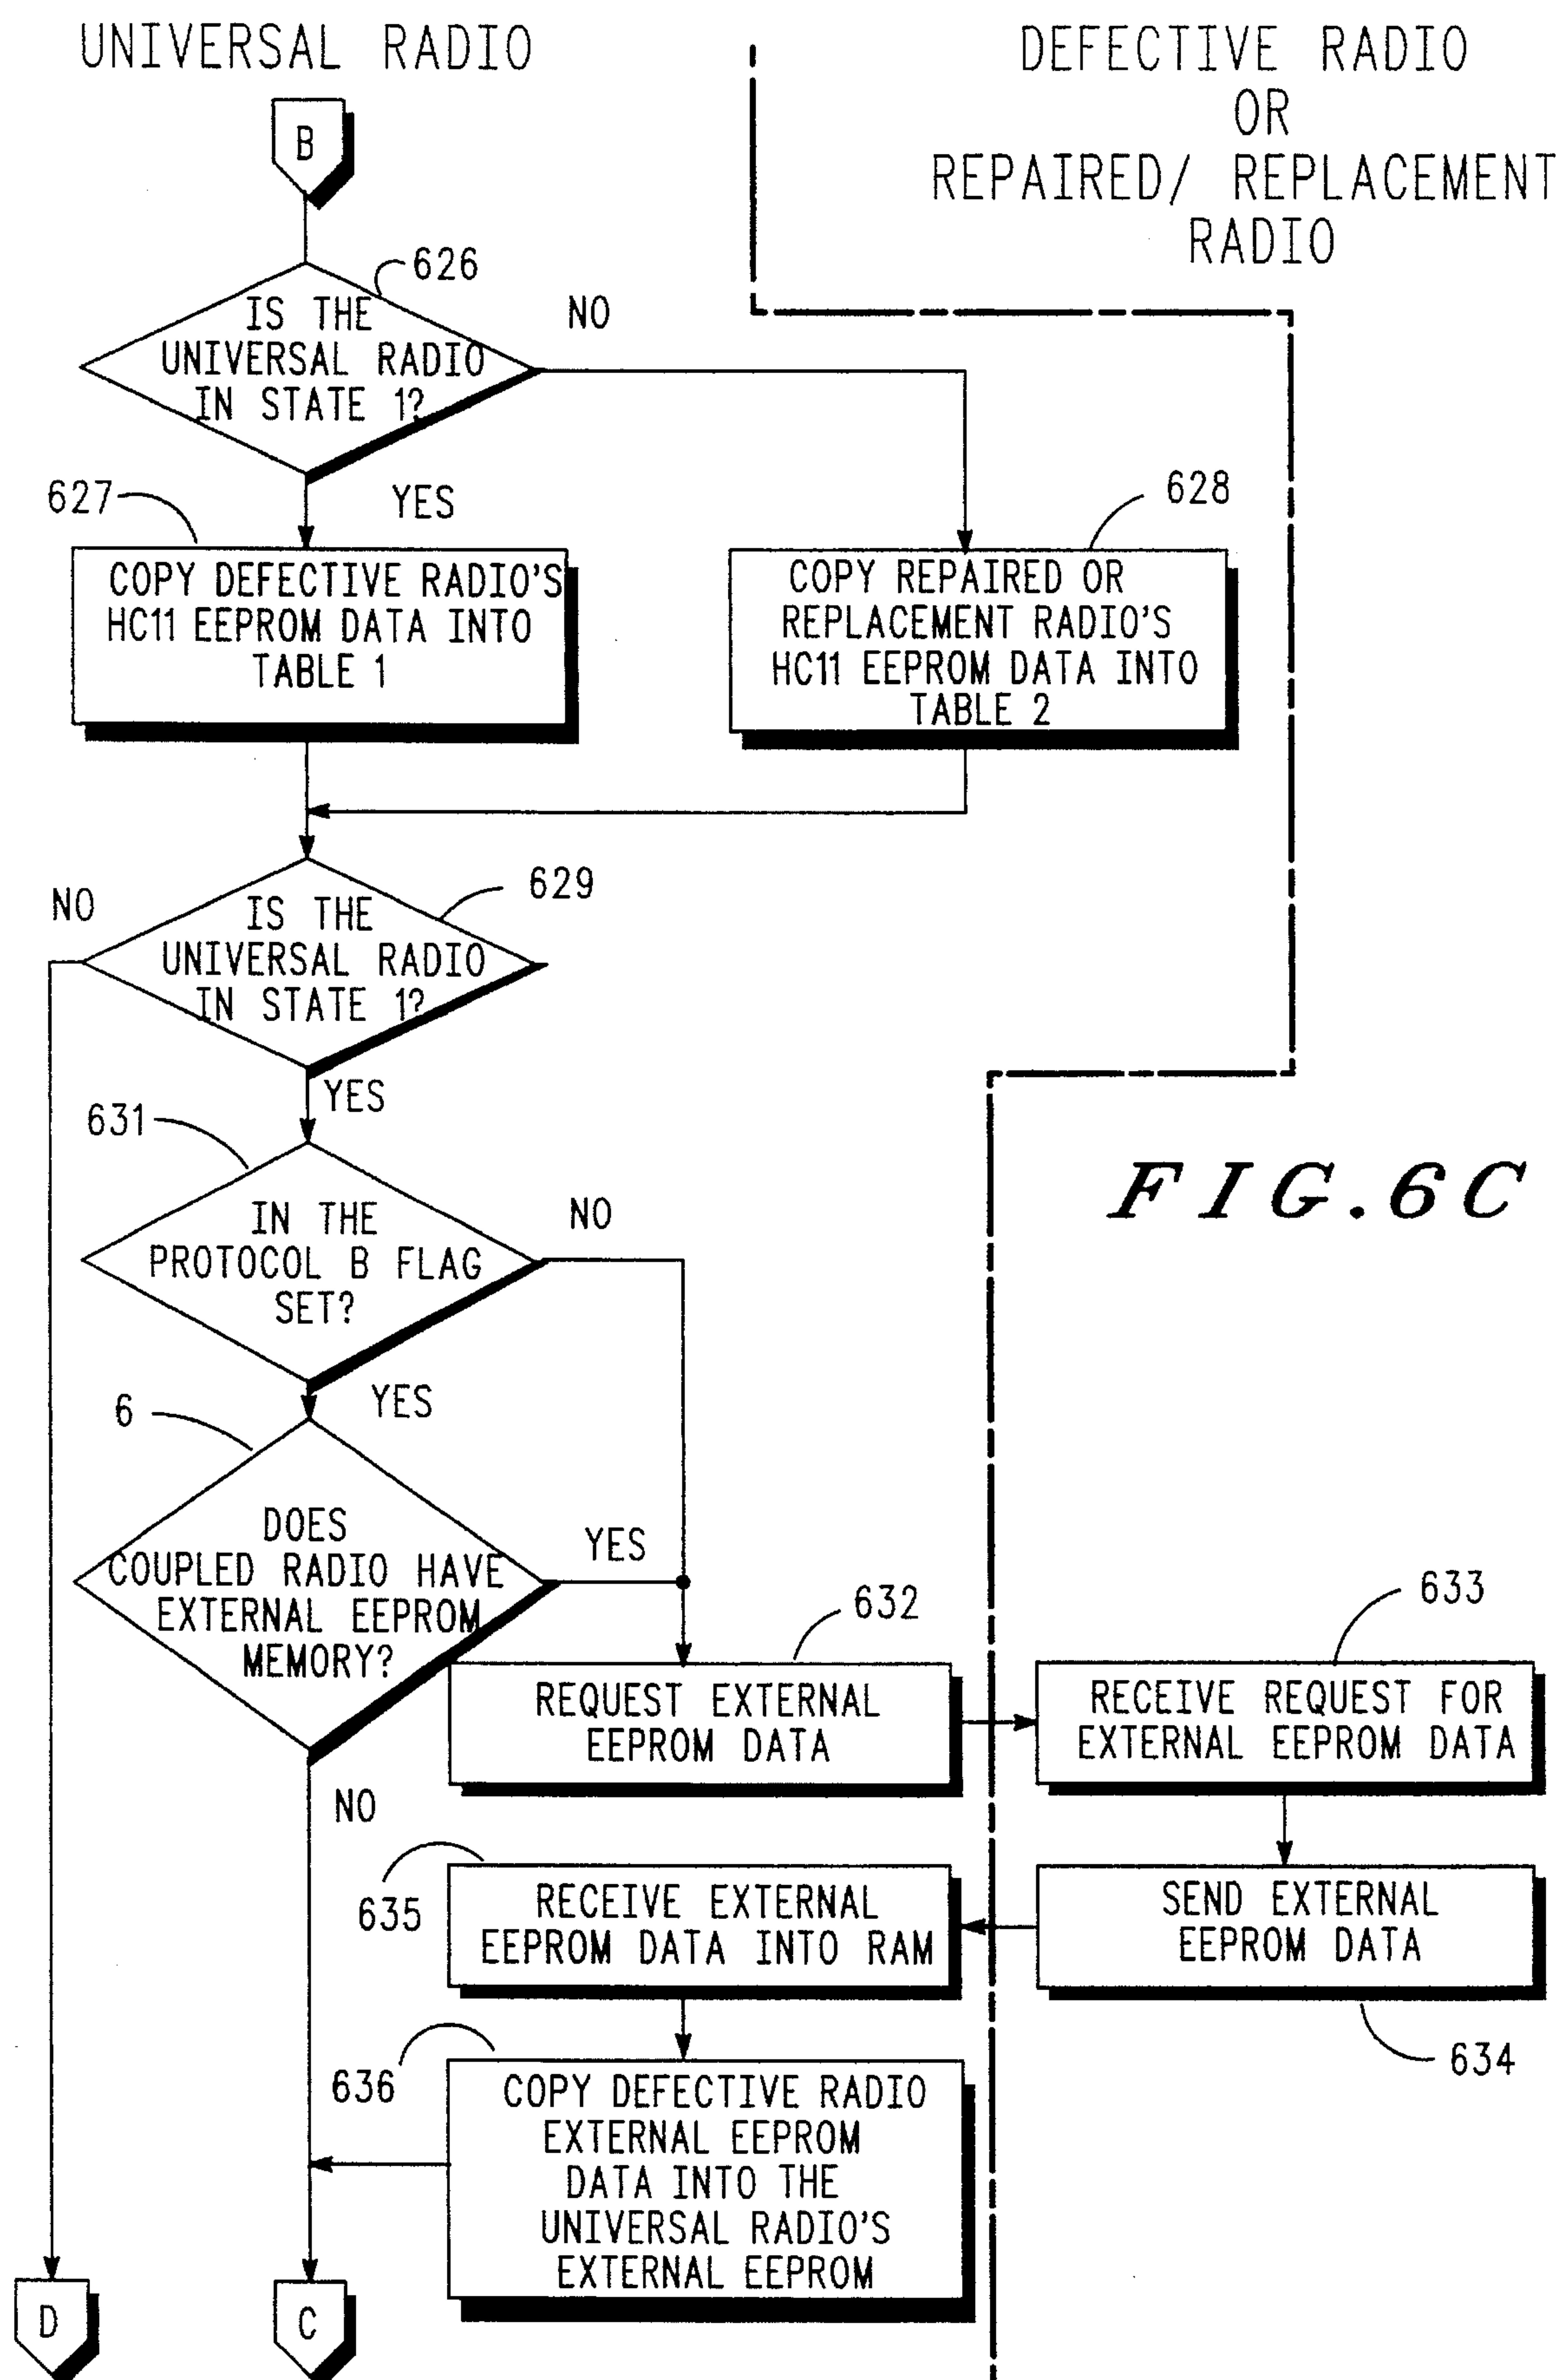 UNIVERSAL RADIO
DEFECTIVE RADIO
OR
REPAIRED/ REPLACEMENT
RADIO
B
626
IS THE
UNIVERSAL RADIO
IN STATE 1?
NO
YES
627
COPY DEFECTIVE RADIO'S
HC11 EEPROM DATA INTO
TABLE 1
628
COPY REPAIRED OR
REPLACEMENT RADIO'S
HC11 EEPROM DATA INTO
TABLE 2
629
NO
IS THE
UNIVERSAL RADIO
IN STATE 1?
YES
631
IN THE
PROTOCOL B FLAG
SET?
NO
YES
FIG.6C
6
DOES
COUPLED RADIO HAVE
EXTERNAL EEPROM
MEMORY?
YES
NO
632
REQUEST EXTERNAL
EEPROM DATA
633
RECEIVE REQUEST FOR
EXTERNAL EEPROM DATA
SEND EXTERNAL
EEPROM DATA
634
635
RECEIVE EXTERNAL
EEPROM DATA INTO RAM
636
COPY DEFECTIVE RADIO
EXTERNAL EEPROM
DATA INTO THE
UNIVERSAL RADIO'S
EXTERNAL EEPROM
D
C